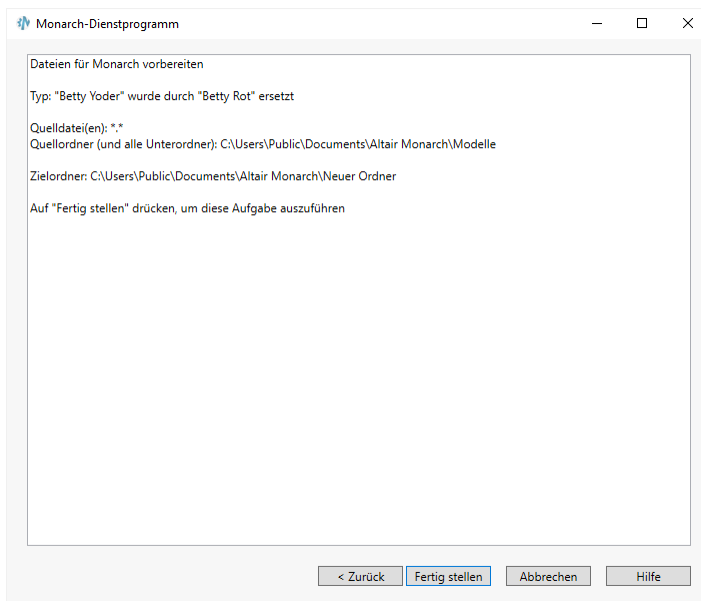 Monarch-Dienstprogramm
Dateien für Monarch vorbereiten
Typ: "Betty Yoder" wurde durch "Betty Rot" ersetzt
Quelldatei(en): *.*
Quellordner (und alle Unterordner): C:\Users\Public\Documents\Altair Monarch\Modelle
Zielordner: C:\Users\Public\Documents\Altair Monarch\Neuer Ordner
Auf "Fertig stellen" drücken, um diese Aufgabe auszuführen
< Zurück Fertig stellen Abbrechen Hilfe